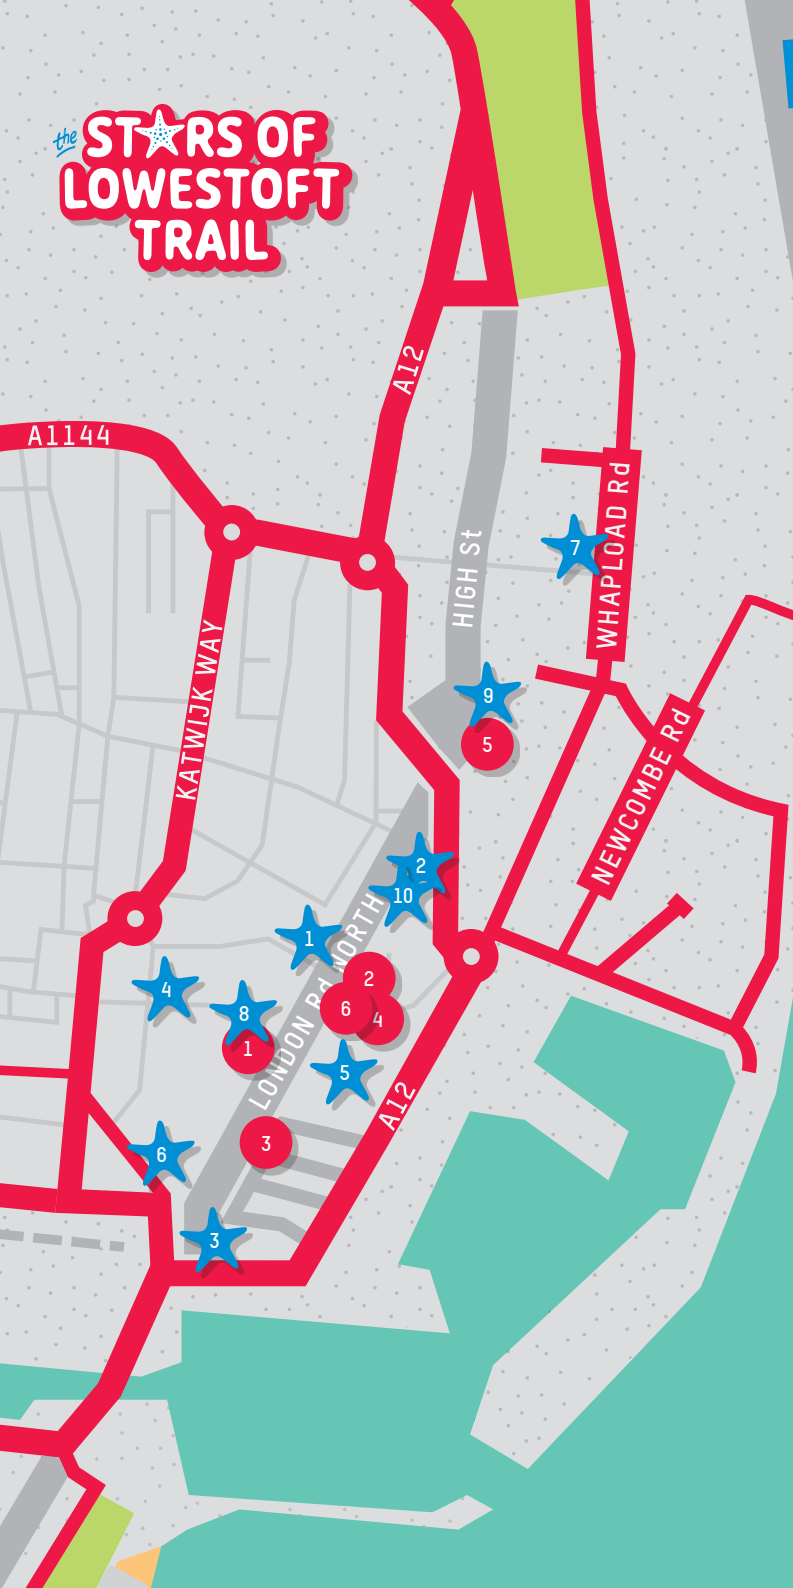 the
STARS OF
LOWESTOFT
TRAIL
A12
A1144
HIGH St
WHAPLOAD Rd
7
KATWIJK WAY
9
5
NEWCOMBE Rd
2
10
1
LONDON Rd NORTH
2
4
6
4
8
1
5
A12
3
6
3